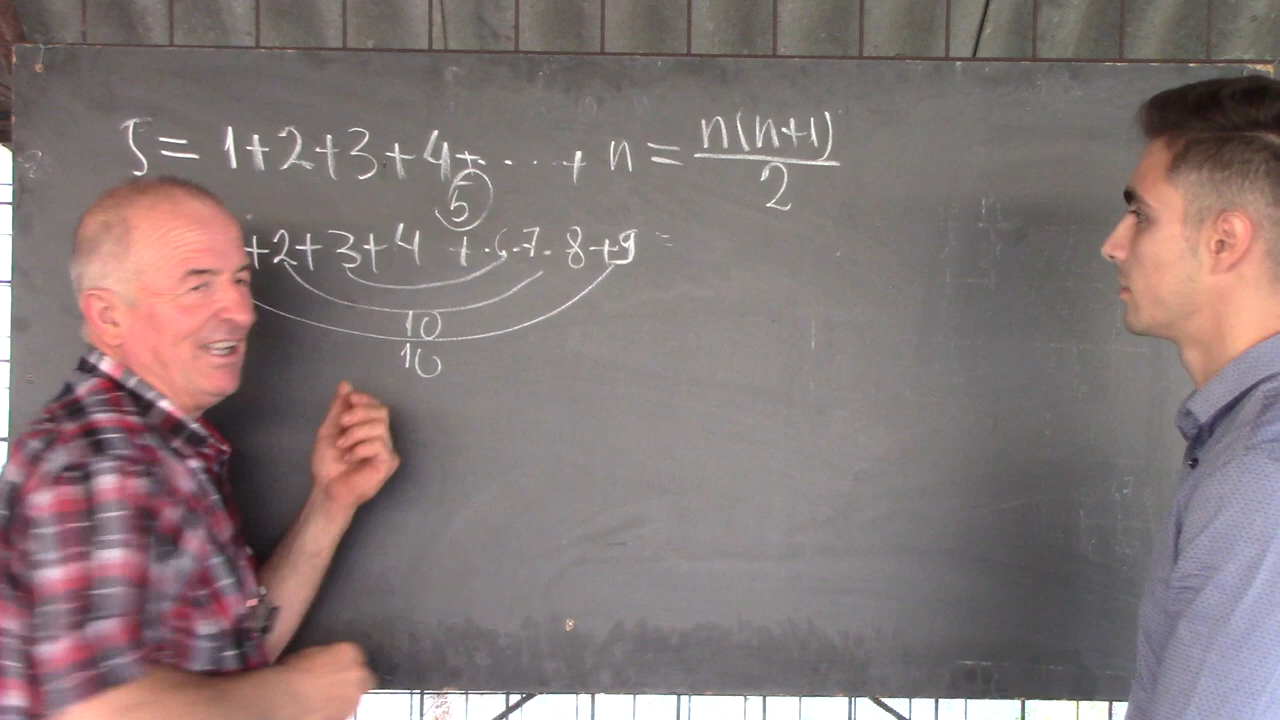 S = 1+2+3+4+....+ n = n(n+1)/2
5
+2+3+4 +.6.7.8+9 =
10
10